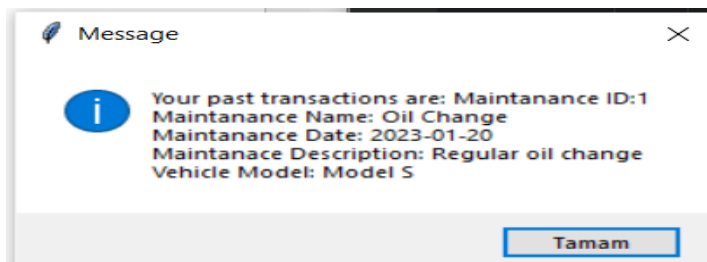 Message
Your past transactions are: Maintanance ID:1
Maintanance Name: Oil Change
Maintanance Date: 2023-01-20
Maintanace Description: Regular oil change
Vehicle Model: Model S
Tamam